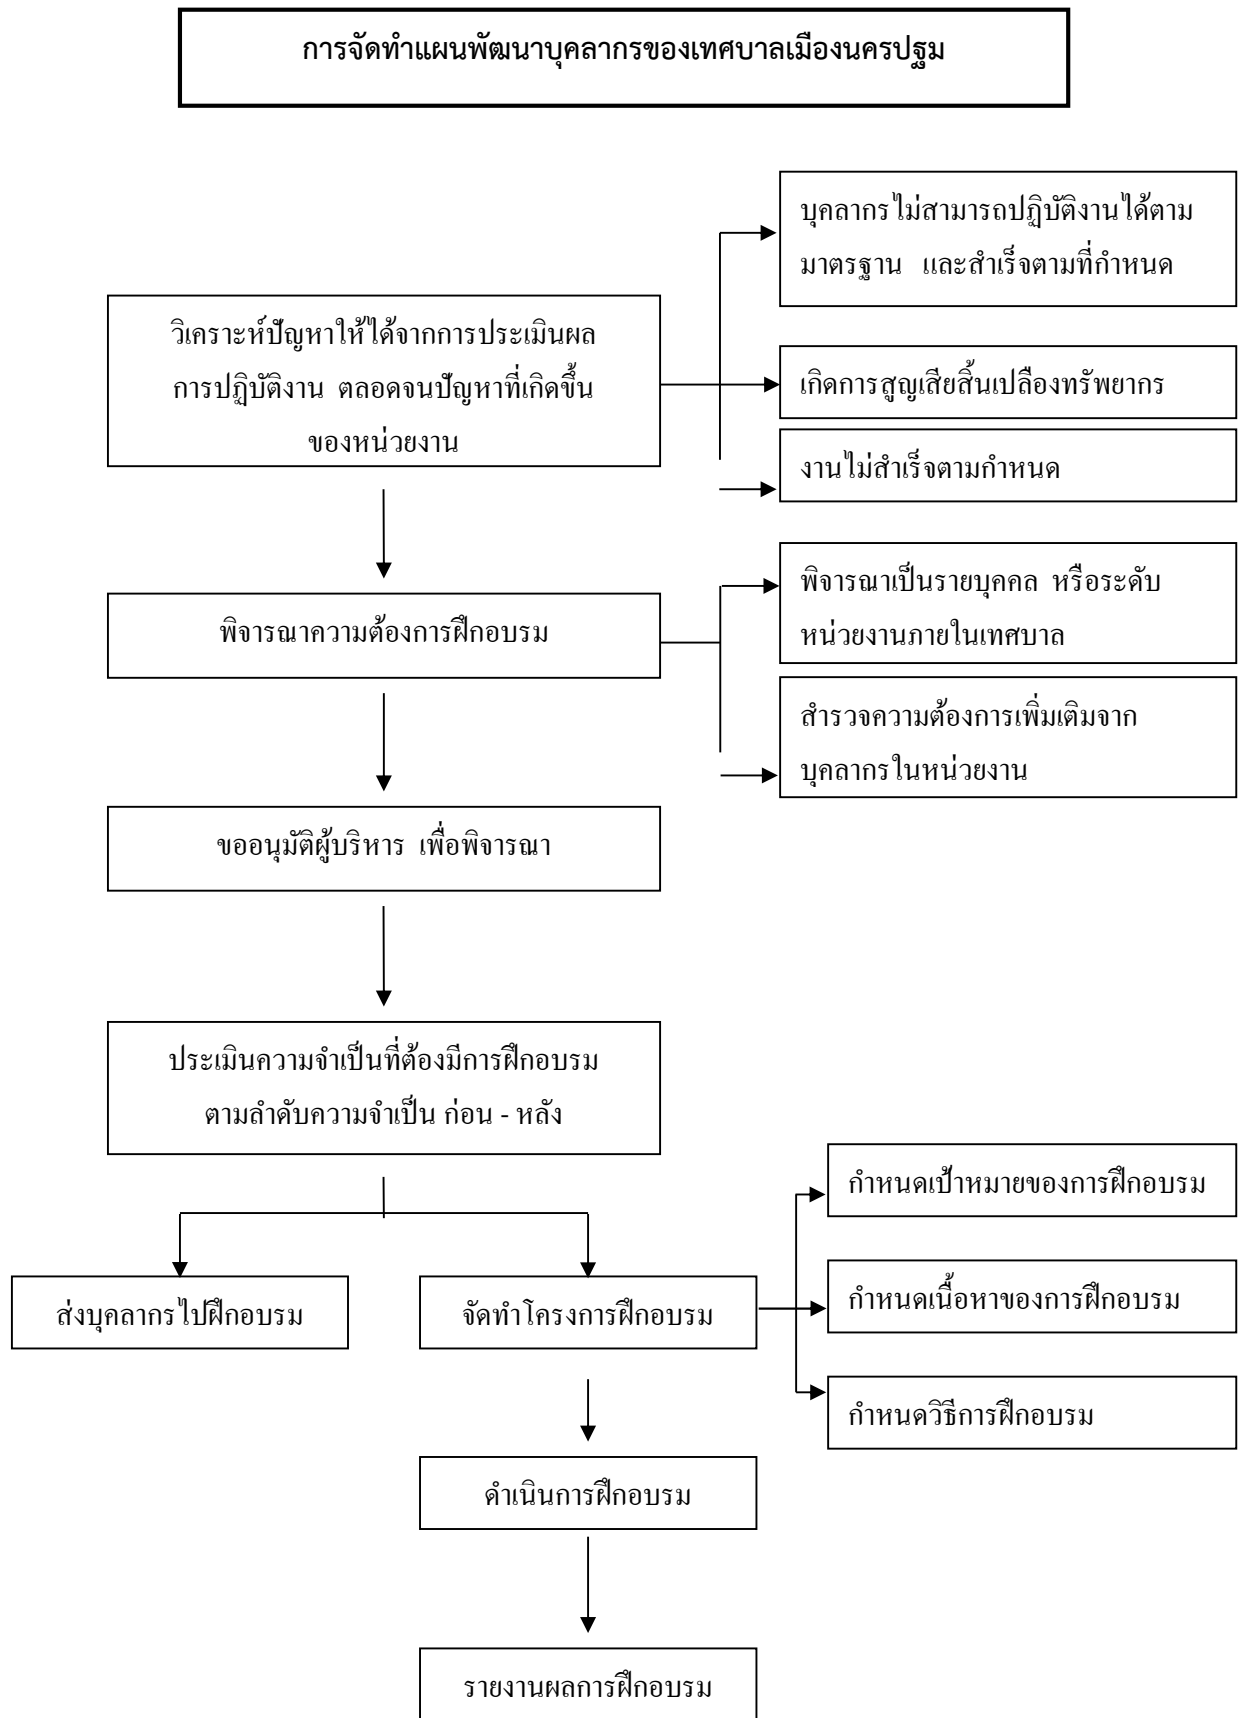 การจัดทำแผนพัฒนาบุคลากรของเทศบาลเมืองนครปฐม
บุคลากรไม่สามารถปฏิบัติงานได้ตาม
มาตรฐาน และสำเร็จตามที่กำหนด
วิเคราะห์ปัญหาให้ได้จากการประเมินผล
การปฏิบัติงาน ตลอดจนปัญหาที่เกิดขึ้น
ของหน่วยงาน
เกิดการสูญเสียสิ้นเปลืองทรัพยากร
งานไม่สำเร็จตามกำหนด
พิจารณาความต้องการฝึกอบรม
พิจารณาเป็นรายบุคคล หรือระดับ
หน่วยงานภายในเทศบาล
สำรวจความต้องการเพิ่มเติมจาก
บุคลากรในหน่วยงาน
ขออนุมัติผู้บริหาร เพื่อพิจารณา
ประเมินความจำเป็นที่ต้องมีการฝึกอบรม
ตามลำดับความจำเป็น ก่อน - หลัง
ส่งบุคลากรไปฝึกอบรม
จัดทำโครงการฝึกอบรม
กำหนดเป้าหมายของการฝึกอบรม
กำหนดเนื้อหาของการฝึกอบรม
กำหนดวิธีการฝึกอบรม
ดำเนินการฝึกอบรม
รายงานผลการฝึกอบรม